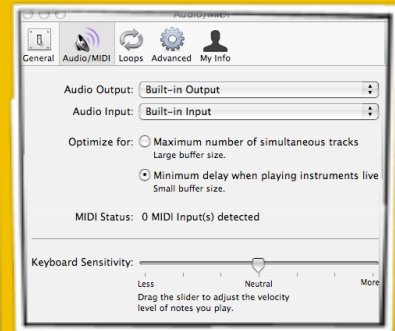 Audio/MIDI
General Audio/MIDI Loops Advanced My Info
Audio Output: Built-in Output
Audio Input: Built-in Input
Optimize for: Maximum number of simultaneous tracks
Large buffer size.
Minimum delay when playing instruments live
Small buffer size.
MIDI Status: 0 MIDI Input(s) detected
Keyboard Sensitivity:
Less Neutral More
Drag the slider to adjust the velocity
level of notes you play.